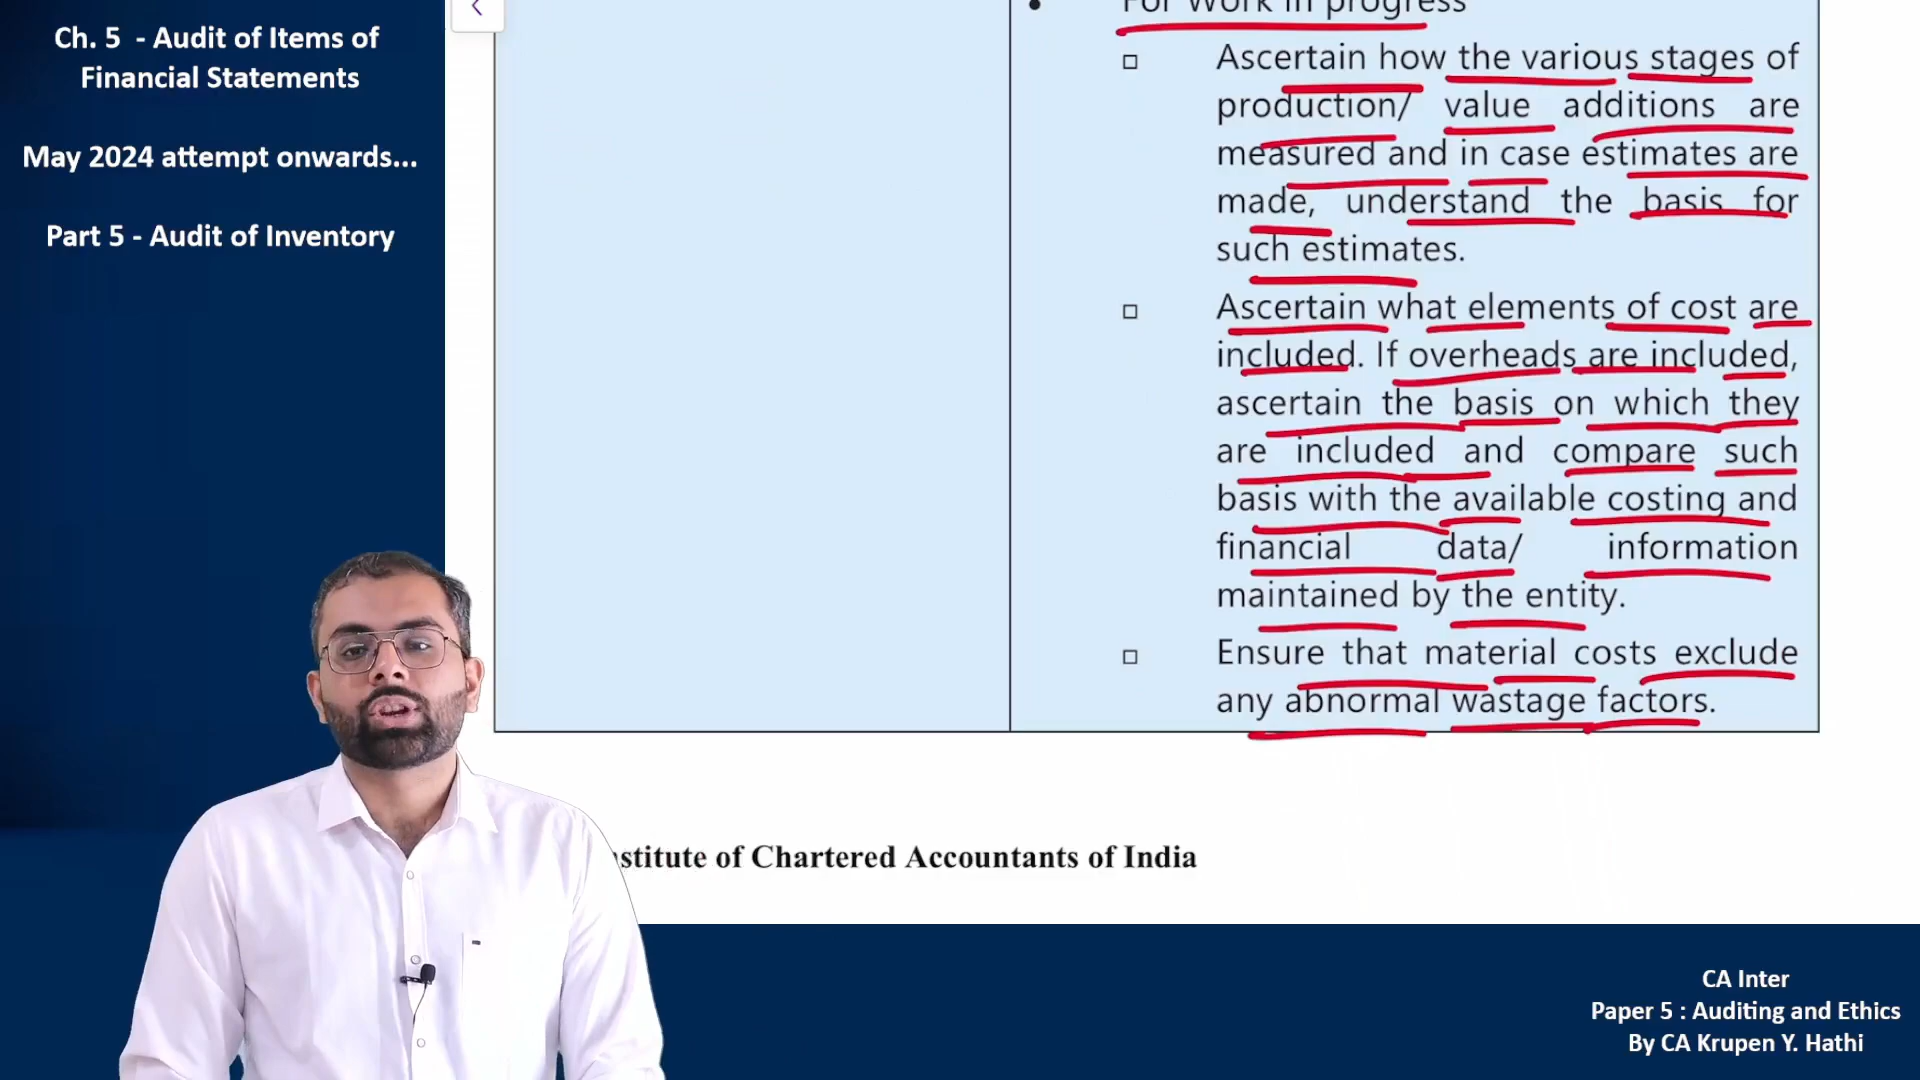 Ch. 5 - Audit of Items of
Financial Statements
May 2024 attempt onwards...
Part 5 - Audit of Inventory
For Work in progress
Ascertain how the various stages of
production/ value additions are
measured and in case estimates are
made, understand the basis for
such estimates.
Ascertain what elements of cost are
included. If overheads are included,
ascertain the basis on which they
are included and compare such
basis with the available costing and
financial data/ information
maintained by the entity.
Ensure that material costs exclude
any abnormal wastage factors.
stitute of Chartered Accountants of India
CA Inter
Paper 5 : Auditing and Ethics
By CA Krupen Y. Hathi